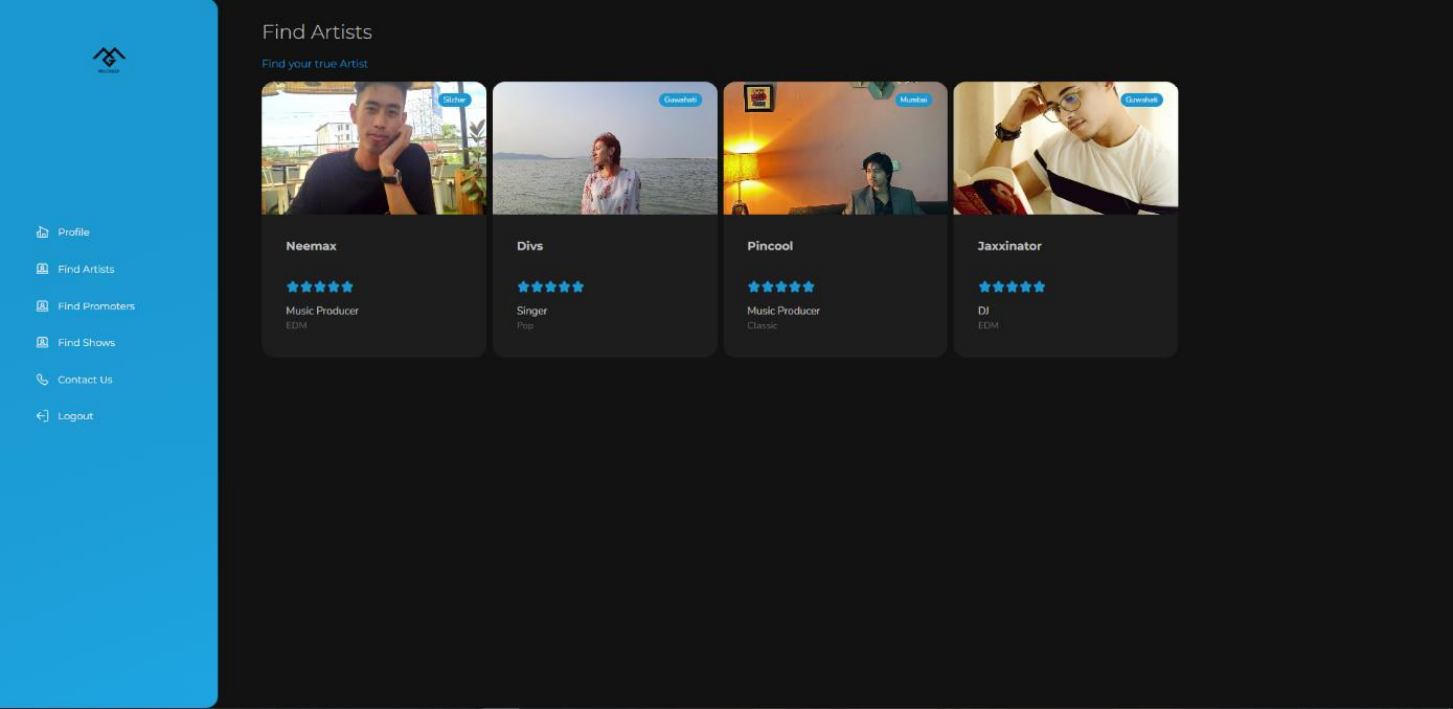 Find Artists
Find your true Artist
Profile
Find Artists
Find Promoters
Find Shows
Contact Us
Logout
Silchar
Neemax
Music Producer
EDM
Guwahati
Divs
Singer
Pop
Mumbai
Pincool
Music Producer
Classic
Guwahati
Jaxxinator
DJ
EDM